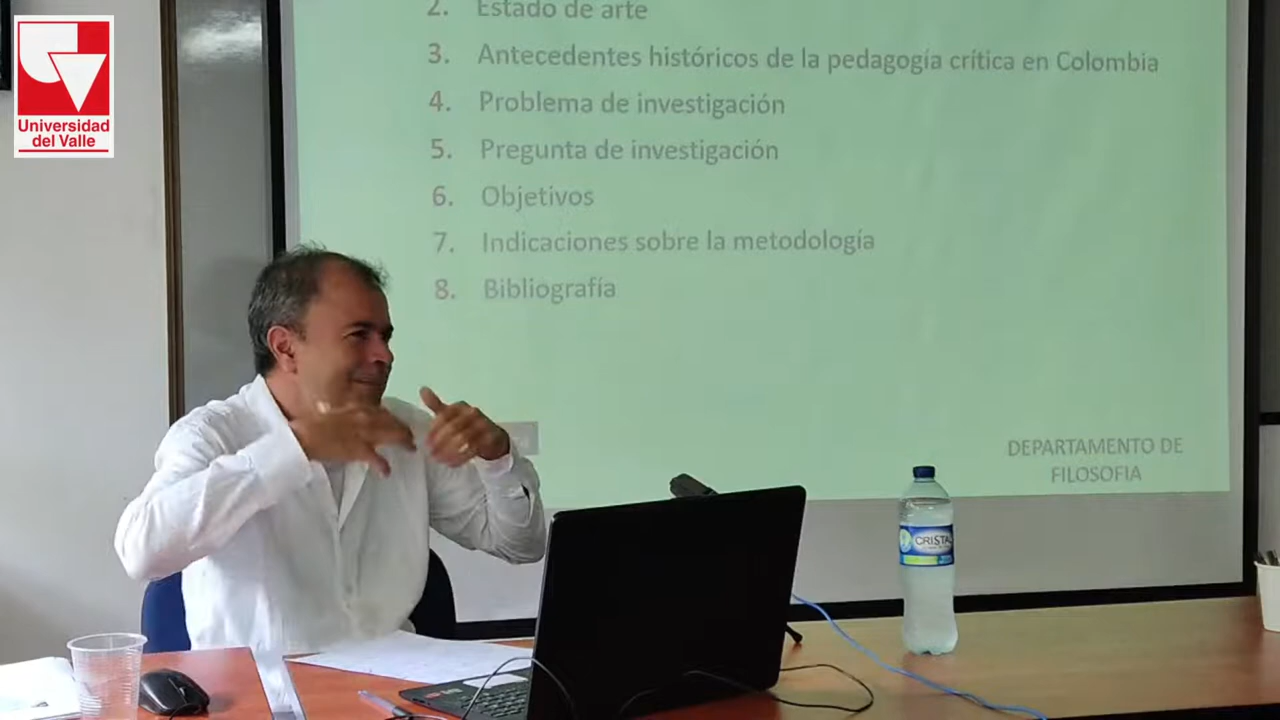 Universidad
del Valle
2. Estado de arte
3. Antecedentes históricos de la pedagogía crítica en Colombia
4. Problema de investigación
5. Pregunta de investigación
6. Objetivos
7. Indicaciones sobre la metodología
8. Bibliografía
DEPARTAMENTO DE
FILOSOFIA
CRISTAL